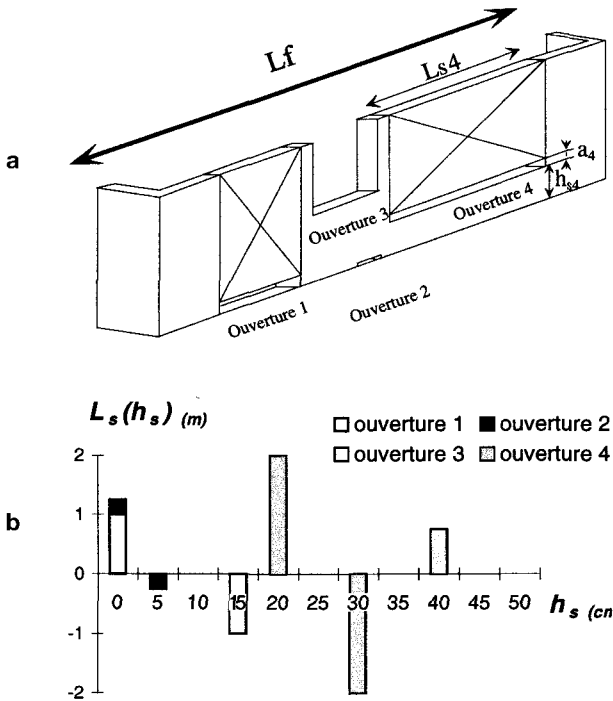 Lf
Ls4
a
a4
hs4
Ouverture 3
Ouverture 4
Ouverture 1
Ouverture 2
Ls(hs) (m)
ouverture 1 ouverture 2
ouverture 3 ouverture 4
b
2
1
0
-1
-2
0 5 10 15 20 25 30 35 40 45 50 hs (cm